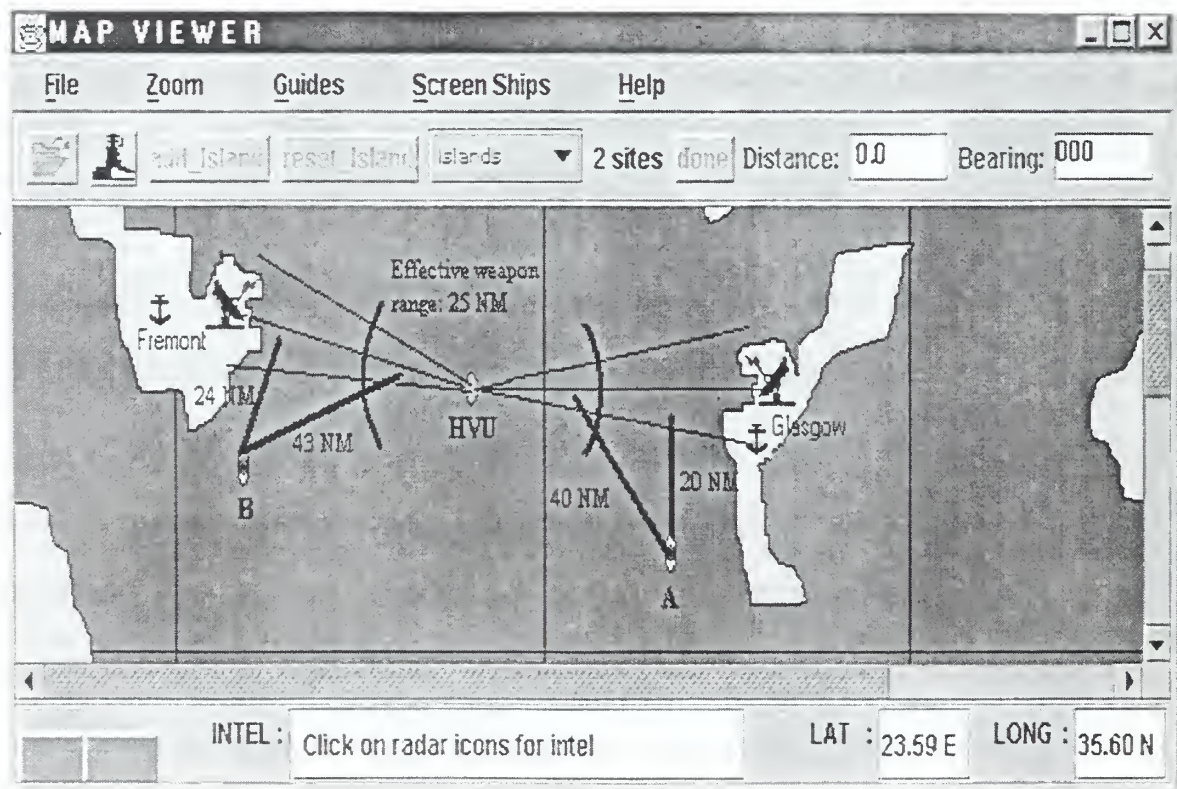 MAP VIEWER
File Zoom Guides Screen Ships Help
add_Island reset_Island islands 2 sites done Distance: 0.0 Bearing: 000
Effective weapon
range: 25 NM
Fremont
24 NM
43 NM
HVU
Glasgow
40 NM
20 NM
B
A
INTEL : Click on radar icons for intel LAT : 23.59 E LONG : 35.60 N